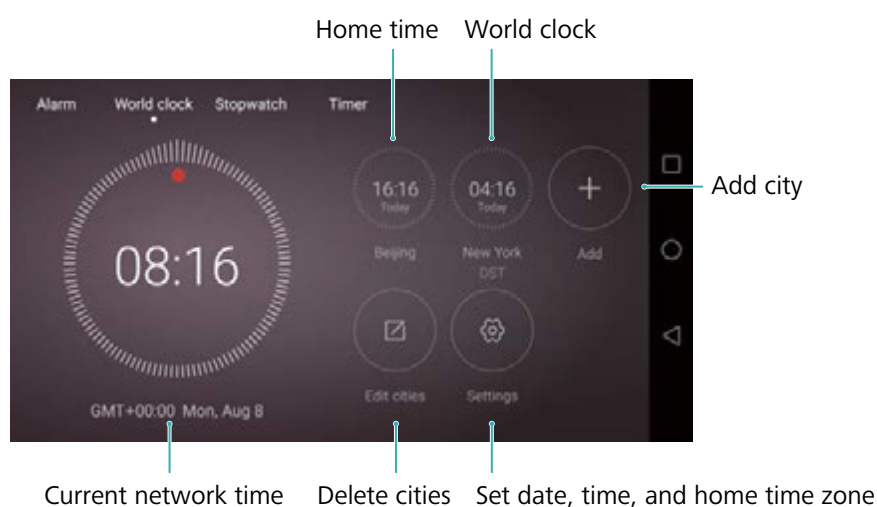 Home time World clock
Alarm World clock Stopwatch Timer
16:16 04:16
Today Today
Add city
08:16
Beijing New York Add
DST
Edit cities Settings
GMT+00:00 Mon, Aug 8
Current network time Delete cities Set date, time, and home time zone